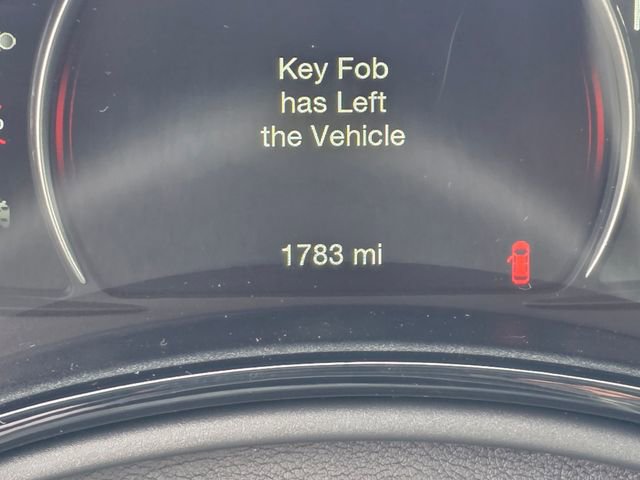 Key Fob
has Left
the Vehicle
1783 mi